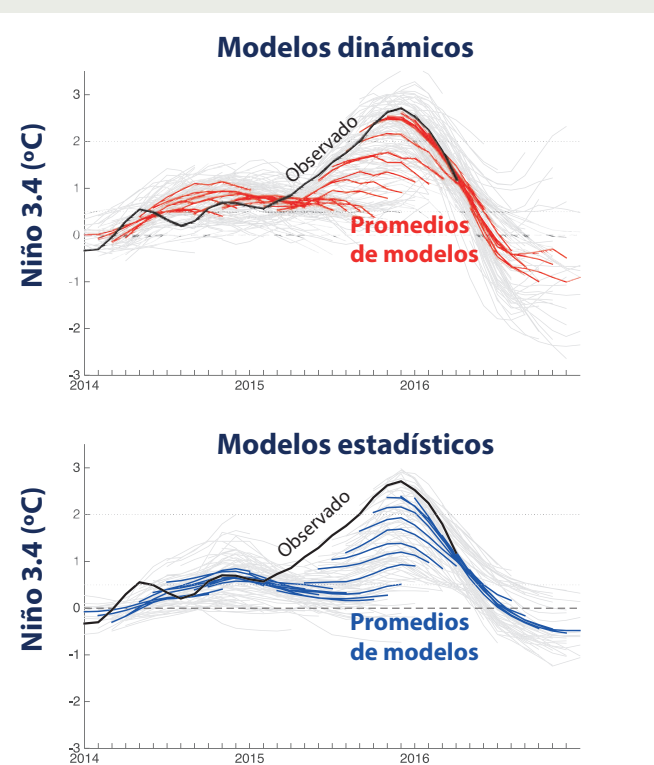 Modelos dinámicos
Niño 3.4 (ºC)
3
2
1
0
-1
-2
-3
Observado
Promedios
de modelos
2014
2015
2016
Modelos estadísticos
Niño 3.4 (ºC)
3
2
1
0
-1
-2
-3
Observado
Promedios
de modelos
2014
2015
2016